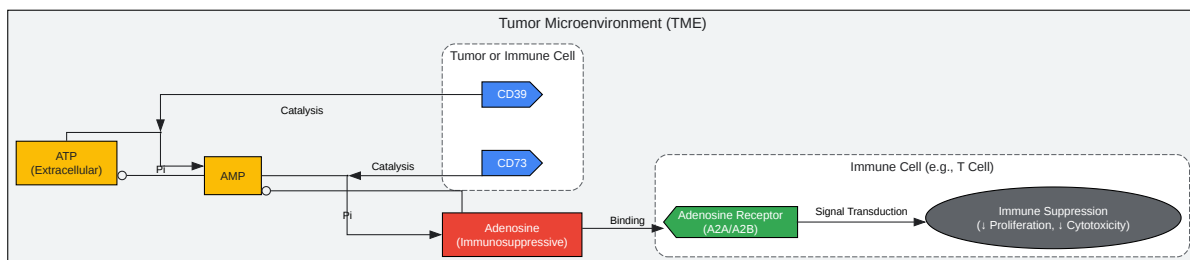 Tumor Microenvironment (TME)
Tumor or Immune Cell
CD39
Catalysis
ATP
(Extracellular)
Pi
AMP
Catalysis
CD73
Pi
Adenosine
(Immunosuppressive)
Binding
Immune Cell (e.g., T Cell)
Adenosine Receptor
(A2A/A2B)
Signal Transduction
Immune Suppression
(↓ Proliferation, ↓ Cytotoxicity)